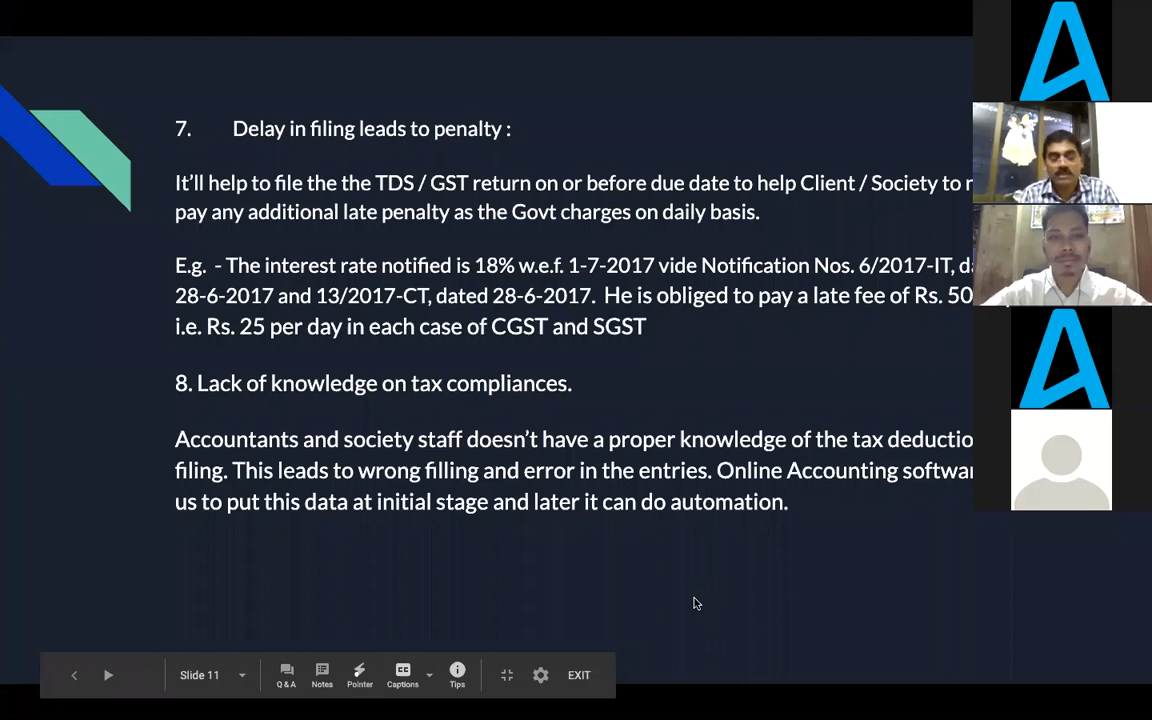 7. Delay in filing leads to penalty :
It'll help to file the the TDS / GST return on or before due date to help Client / Society to
pay any additional late penalty as the Govt charges on daily basis.
E.g. - The interest rate notified is 18% w.e.f. 1-7-2017 vide Notification Nos. 6/2017-IT,
28-6-2017 and 13/2017-CT, dated 28-6-2017. He is obliged to pay a late fee of Rs. 50
i.e. Rs. 25 per day in each case of CGST and SGST
8. Lack of knowledge on tax compliances.
Accountants and society staff doesn't have a proper knowledge of the tax
filing. This leads to wrong filling and error in the entries. Online Accounting
us to put this data at initial stage and later it can do automation.
Slide 11
Q & A
Notes
Pointer
CC
Captions
Tips
EXIT